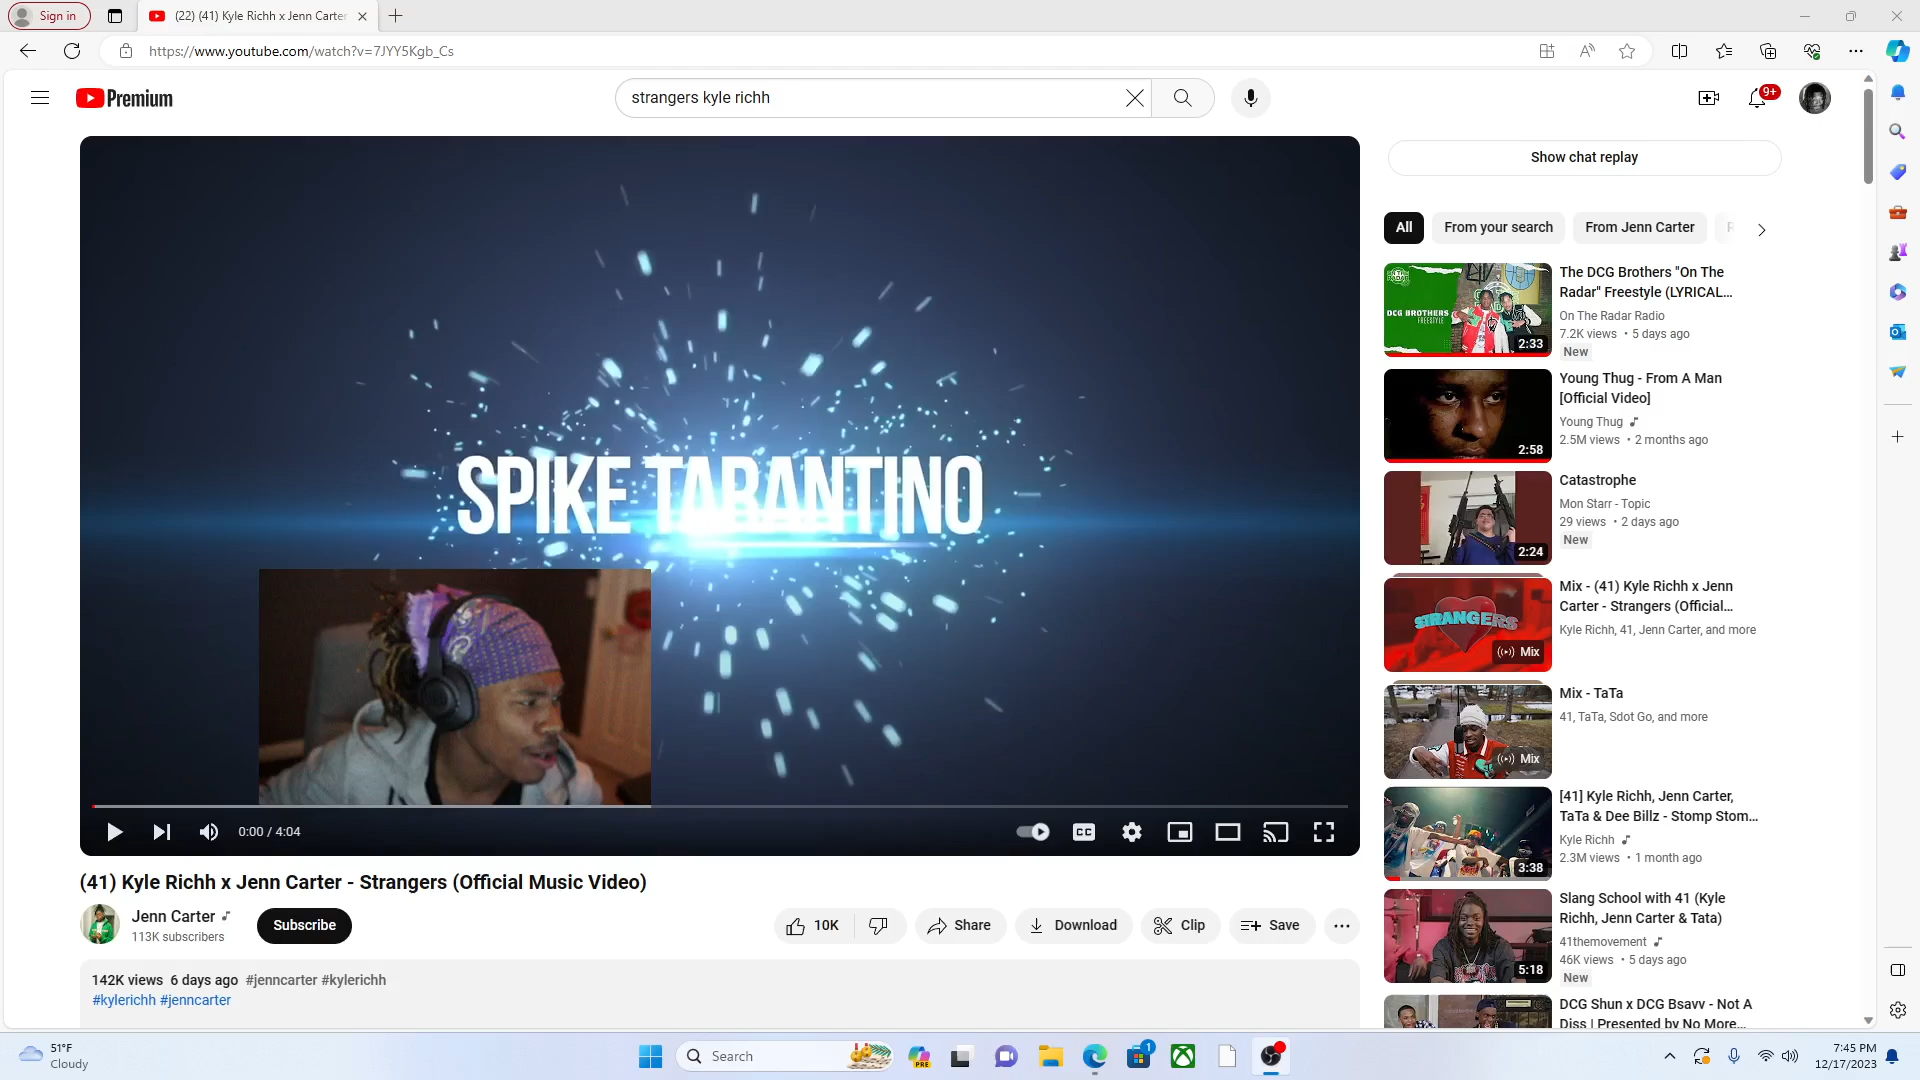 Sign in
(22) (41) Kyle Richh x Jenn Carter
https://www.youtube.com/watch?v=7JYY5Kgb_Cs
Premium
strangers kyle richh
9+
SPIKE TARANTINO
0:00 / 4:04
CC
(41) Kyle Richh x Jenn Carter - Strangers (Official Music Video)
Jenn Carter
113K subscribers
Subscribe
10K
Share
Download
Clip
Save
142K views 6 days ago #jenncarter #kylerichh
#kylerichh #jenncarter
Show chat replay
All
From your search
From Jenn Carter
DCG BROTHERS
FREESTYLE
2:33
The DCG Brothers "On The
Radar" Freestyle (LYRICAL...
On The Radar Radio
7.2K views • 5 days ago
New
2:58
Young Thug - From A Man
[Official Video]
Young Thug
2.5M views • 2 months ago
2:24
Catastrophe
Mon Starr - Topic
29 views • 2 days ago
New
STRANGERS
Mix
Mix - (41) Kyle Richh x Jenn
Carter - Strangers (Official...
Kyle Richh, 41, Jenn Carter, and more
Mix
Mix - TaTa
41, TaTa, Sdot Go, and more
3:38
[41] Kyle Richh, Jenn Carter,
TaTa & Dee Billz - Stomp Stom...
Kyle Richh
2.3M views • 1 month ago
5:18
Slang School with 41 (Kyle
Richh, Jenn Carter & Tata)
41themovement
46K views • 5 days ago
New
DCG Shun x DCG Bsavv - Not A
Diss | Presented by No More...
51°F
Cloudy
Search
PRE
1
7:45 PM
12/17/2023